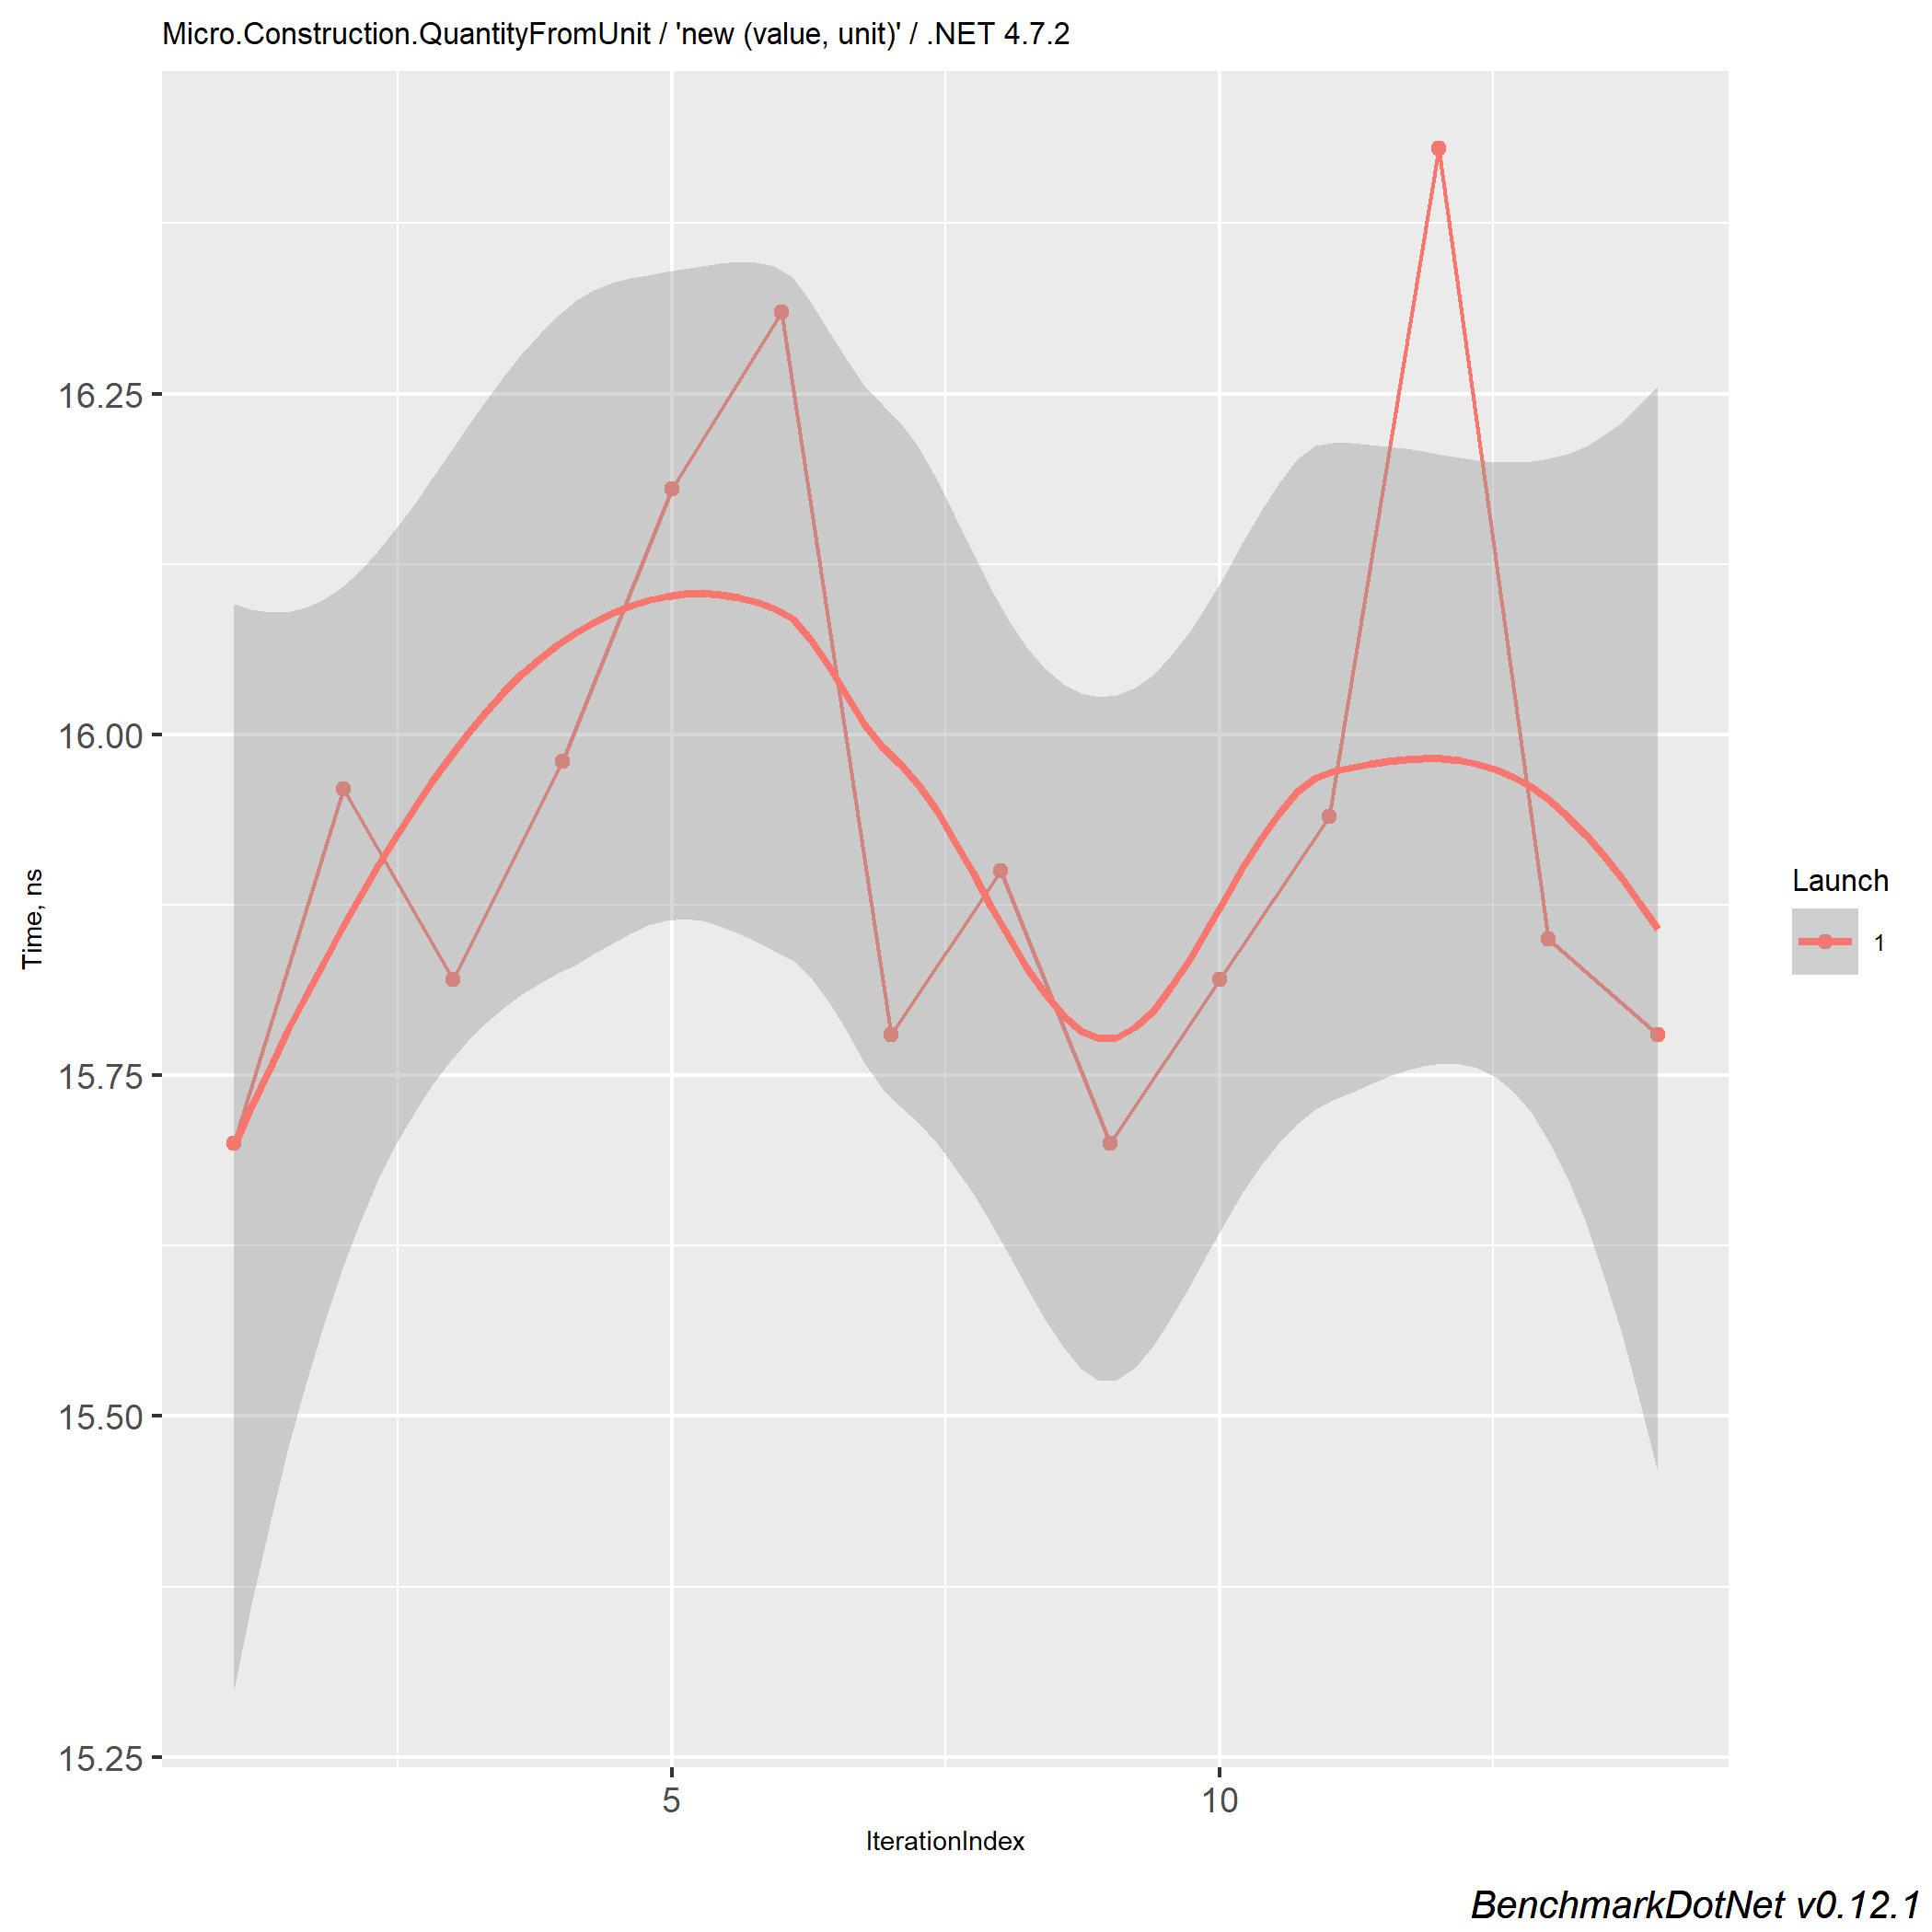 Micro.Construction.QuantityFromUnit / 'new (value, unit)' / .NET 4.7.2
16.25
16.00
15.75
15.50
15.25
Time, ns
5
10
IterationIndex
Launch
1
BenchmarkDotNet v0.12.1